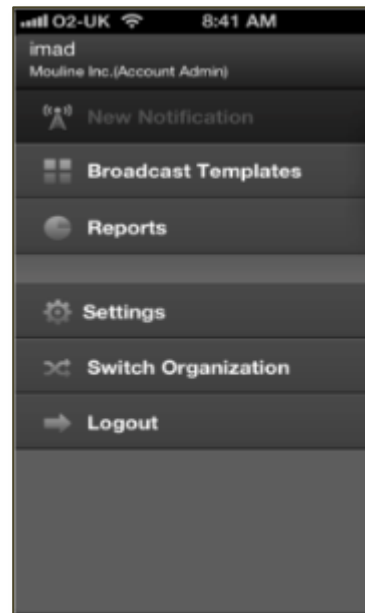 O2-UK 8:41 AM
imad
Mouline Inc.(Account Admin)
New Notification
Broadcast Templates
Reports
Settings
Switch Organization
Logout